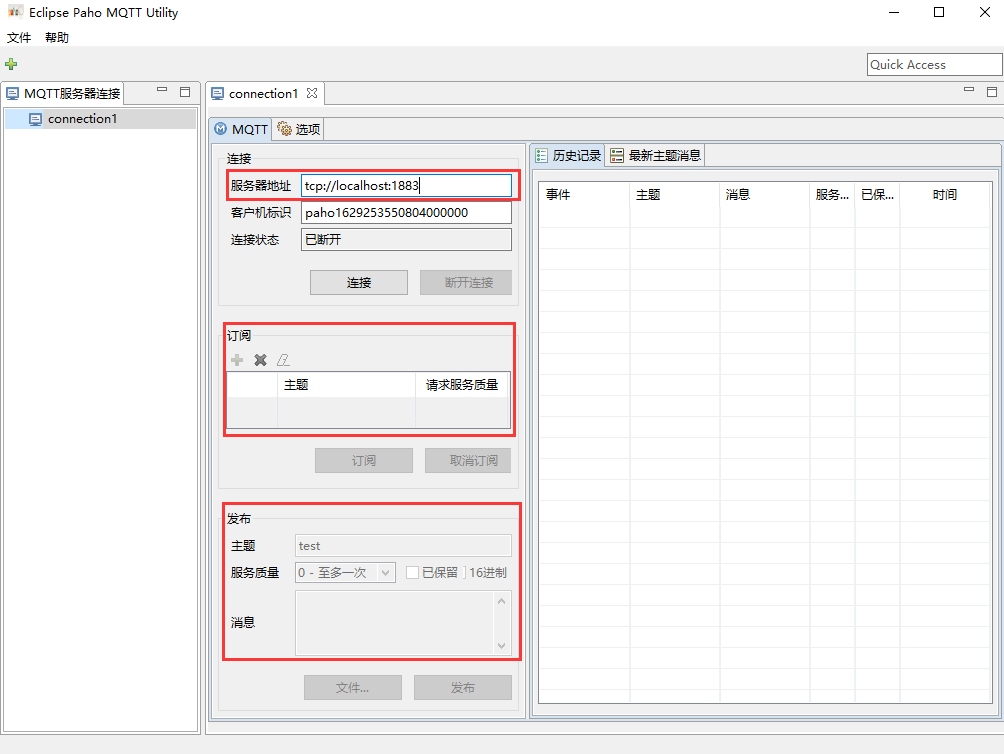 Eclipse Paho MQTT Utility
文件 帮助
Quick Access
MQTT服务器连接
connection1
connection1
MQTT 选项
连接
服务器地址 tcp://localhost:1883
客户机标识 paho1629253550804000000
连接状态 已断开
连接 断开连接
订阅
主题 请求服务质量
订阅 取消订阅
发布
主题 test
服务质量 0 - 至多一次 已保留 16进制
消息
文件... 发布
历史记录 最新主题消息
事件 主题 消息 服务... 已保... 时间